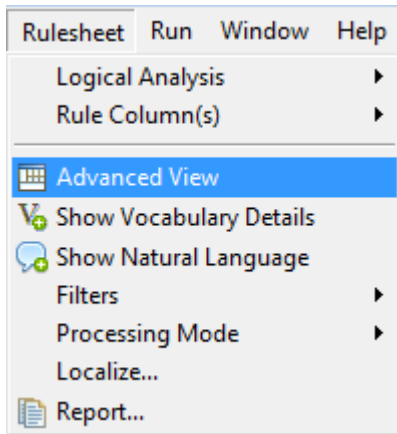 Rulesheet Run Window Help
Logical Analysis
Rule Column(s)
Advanced View
Show Vocabulary Details
Show Natural Language
Filters
Processing Mode
Localize...
Report...